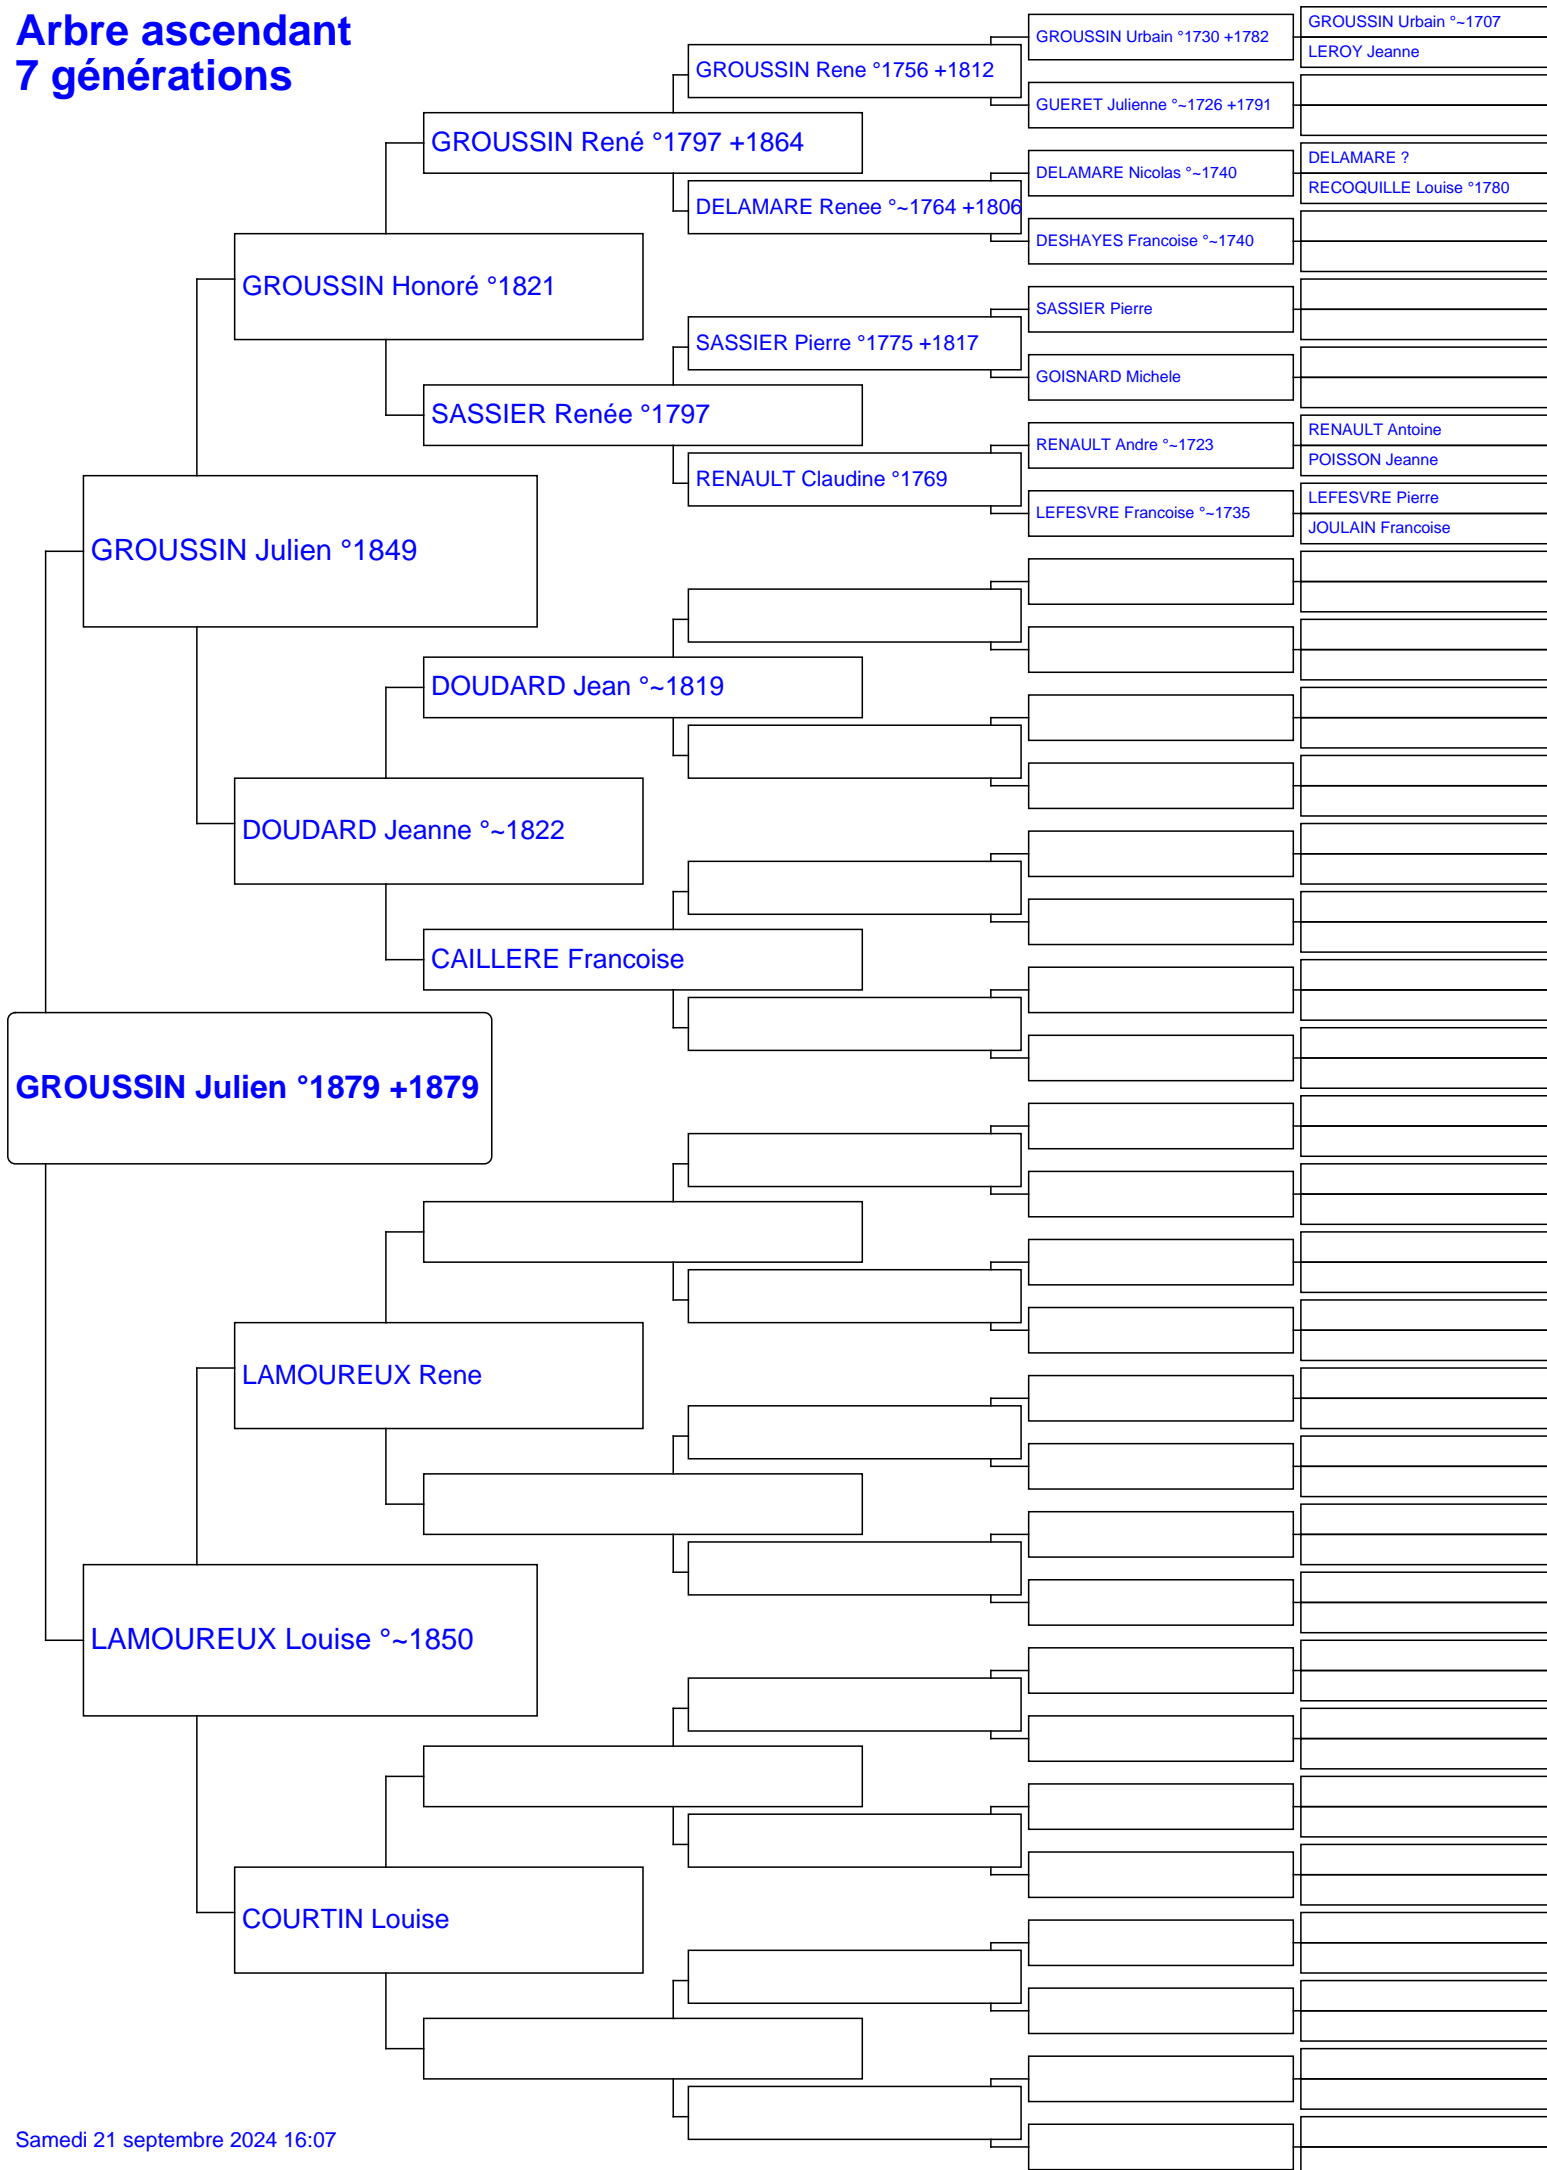 Arbre ascendant
7 générations
GROUSSIN Urbain °~1707
GROUSSIN Urbain °1730 +1782
LEROY Jeanne
GROUSSIN Rene °1756 +1812
GUERET Julienne °~1726 +1791
GROUSSIN René °1797 +1864
DELAMARE ?
DELAMARE Nicolas °~1740
RECOQUILLE Louise °1780
DELAMARE Renee °~1764 +1806
DESHAYES Francoise °~1740
GROUSSIN Honoré °1821
SASSIER Pierre
SASSIER Pierre °1775 +1817
GOISNARD Michele
SASSIER Renée °1797
RENAULT Antoine
RENAULT Andre °~1723
POISSON Jeanne
RENAULT Claudine °1769
LEFESVRE Pierre
LEFESVRE Francoise °~1735
JOULAIN Francoise
GROUSSIN Julien °1849
DOUDARD Jean °~1819
DOUDARD Jeanne °~1822
CAILLERE Francoise
GROUSSIN Julien °1879 +1879
LAMOUREUX Rene
LAMOUREUX Louise °~1850
COURTIN Louise
Samedi 21 septembre 2024 16:07